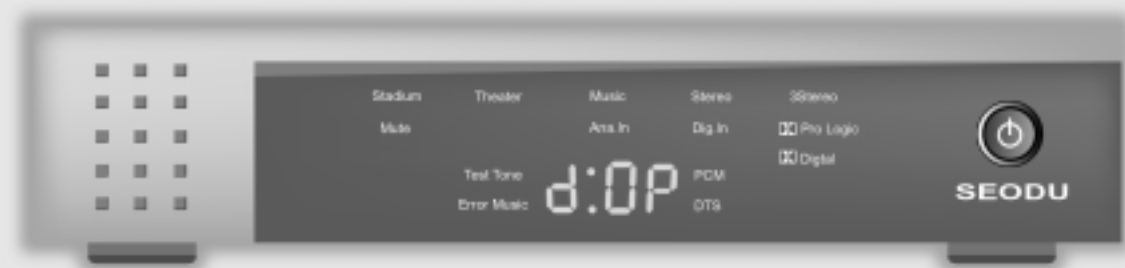 Stadium Theater Music Stereo 3Stereo
Mute Ana.In Dig.In Pro Logic
Digital
Test Tone d:0P PCM
Error Music DTS
SEODU